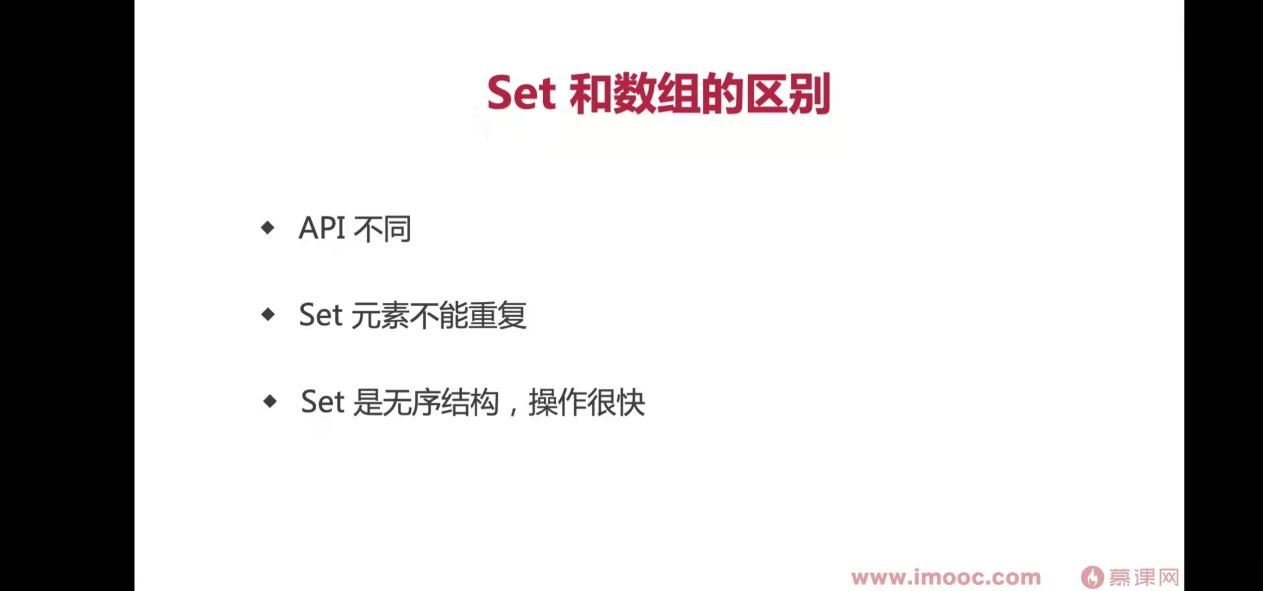 Set 和数组的区别
◆ API 不同
◆ Set 元素不能重复
◆ Set 是无序结构，操作很快
www.imooc.com 慕课网